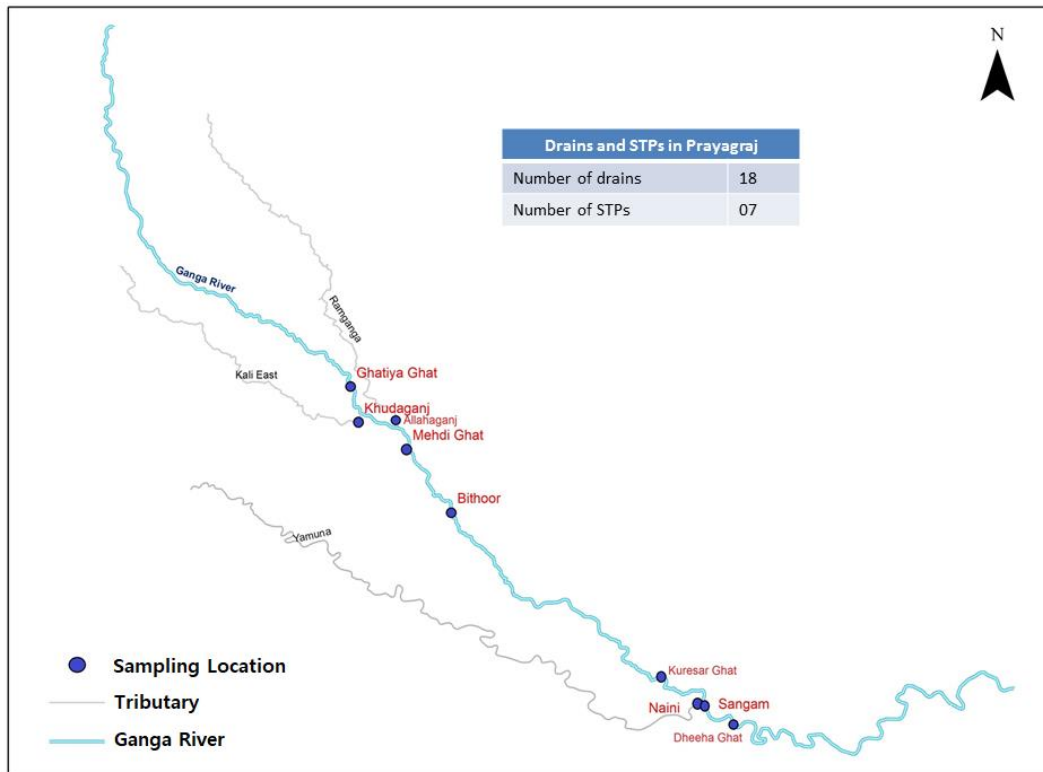 N
Drains and STPs in Prayagraj
Number of drains 18
Number of STPs 07
Ganga River
Ramganga
Kali East
Ghatiya Ghat
Khudaganj
Allahaganj
Mehdi Ghat
Bithoor
Yamuna
Kuresar Ghat
Naini
Sangam
Dheeha Ghat
Sampling Location
Tributary
Ganga River